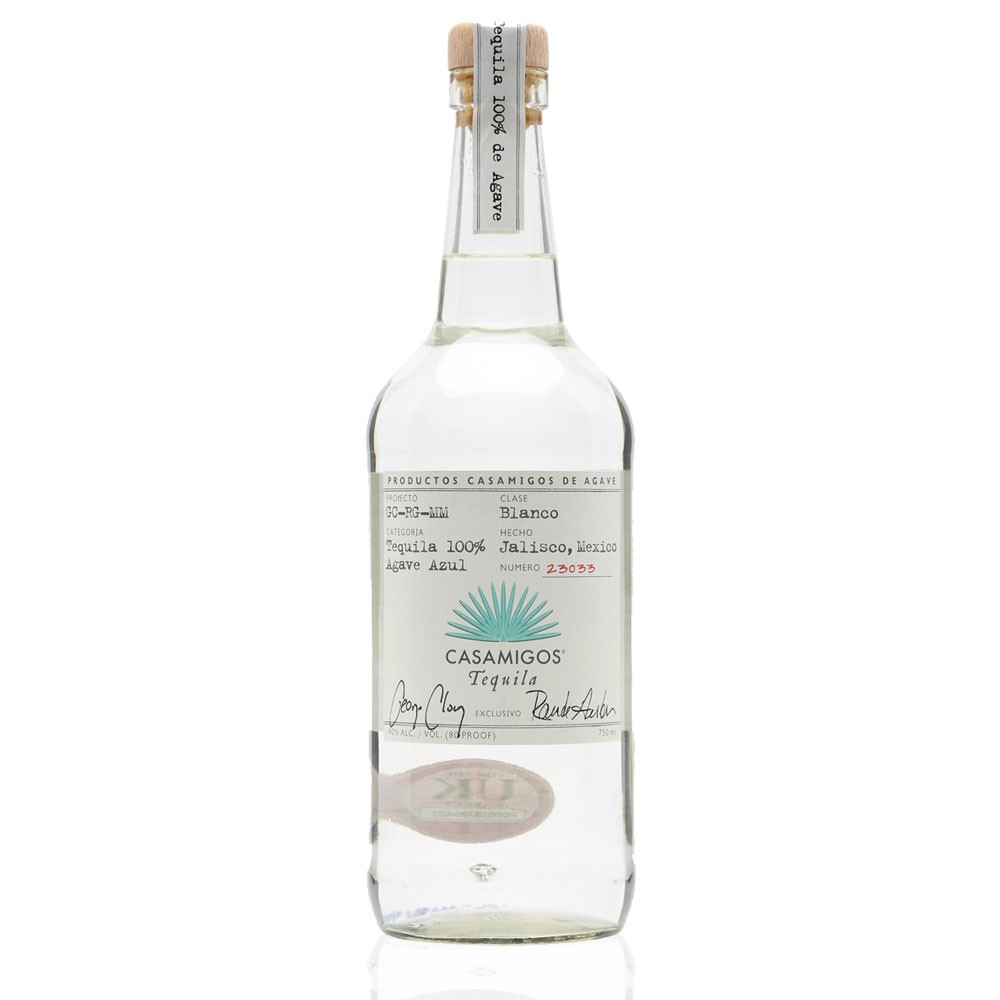 Tequila 100% de Agave
PRODUCTOS CASAMIGOS DE AGAVE
PROYECTO CLASE
GC-RG-MM Blanco
CATEGORIA HECHO
Tequila 100% Jalisco, Mexico
Agave Azul NUMERO 23033
CASAMIGOS®
Tequila
EXCLUSIVO
40% ALC. / VOL. (80 PROOF) 750 ml
UK